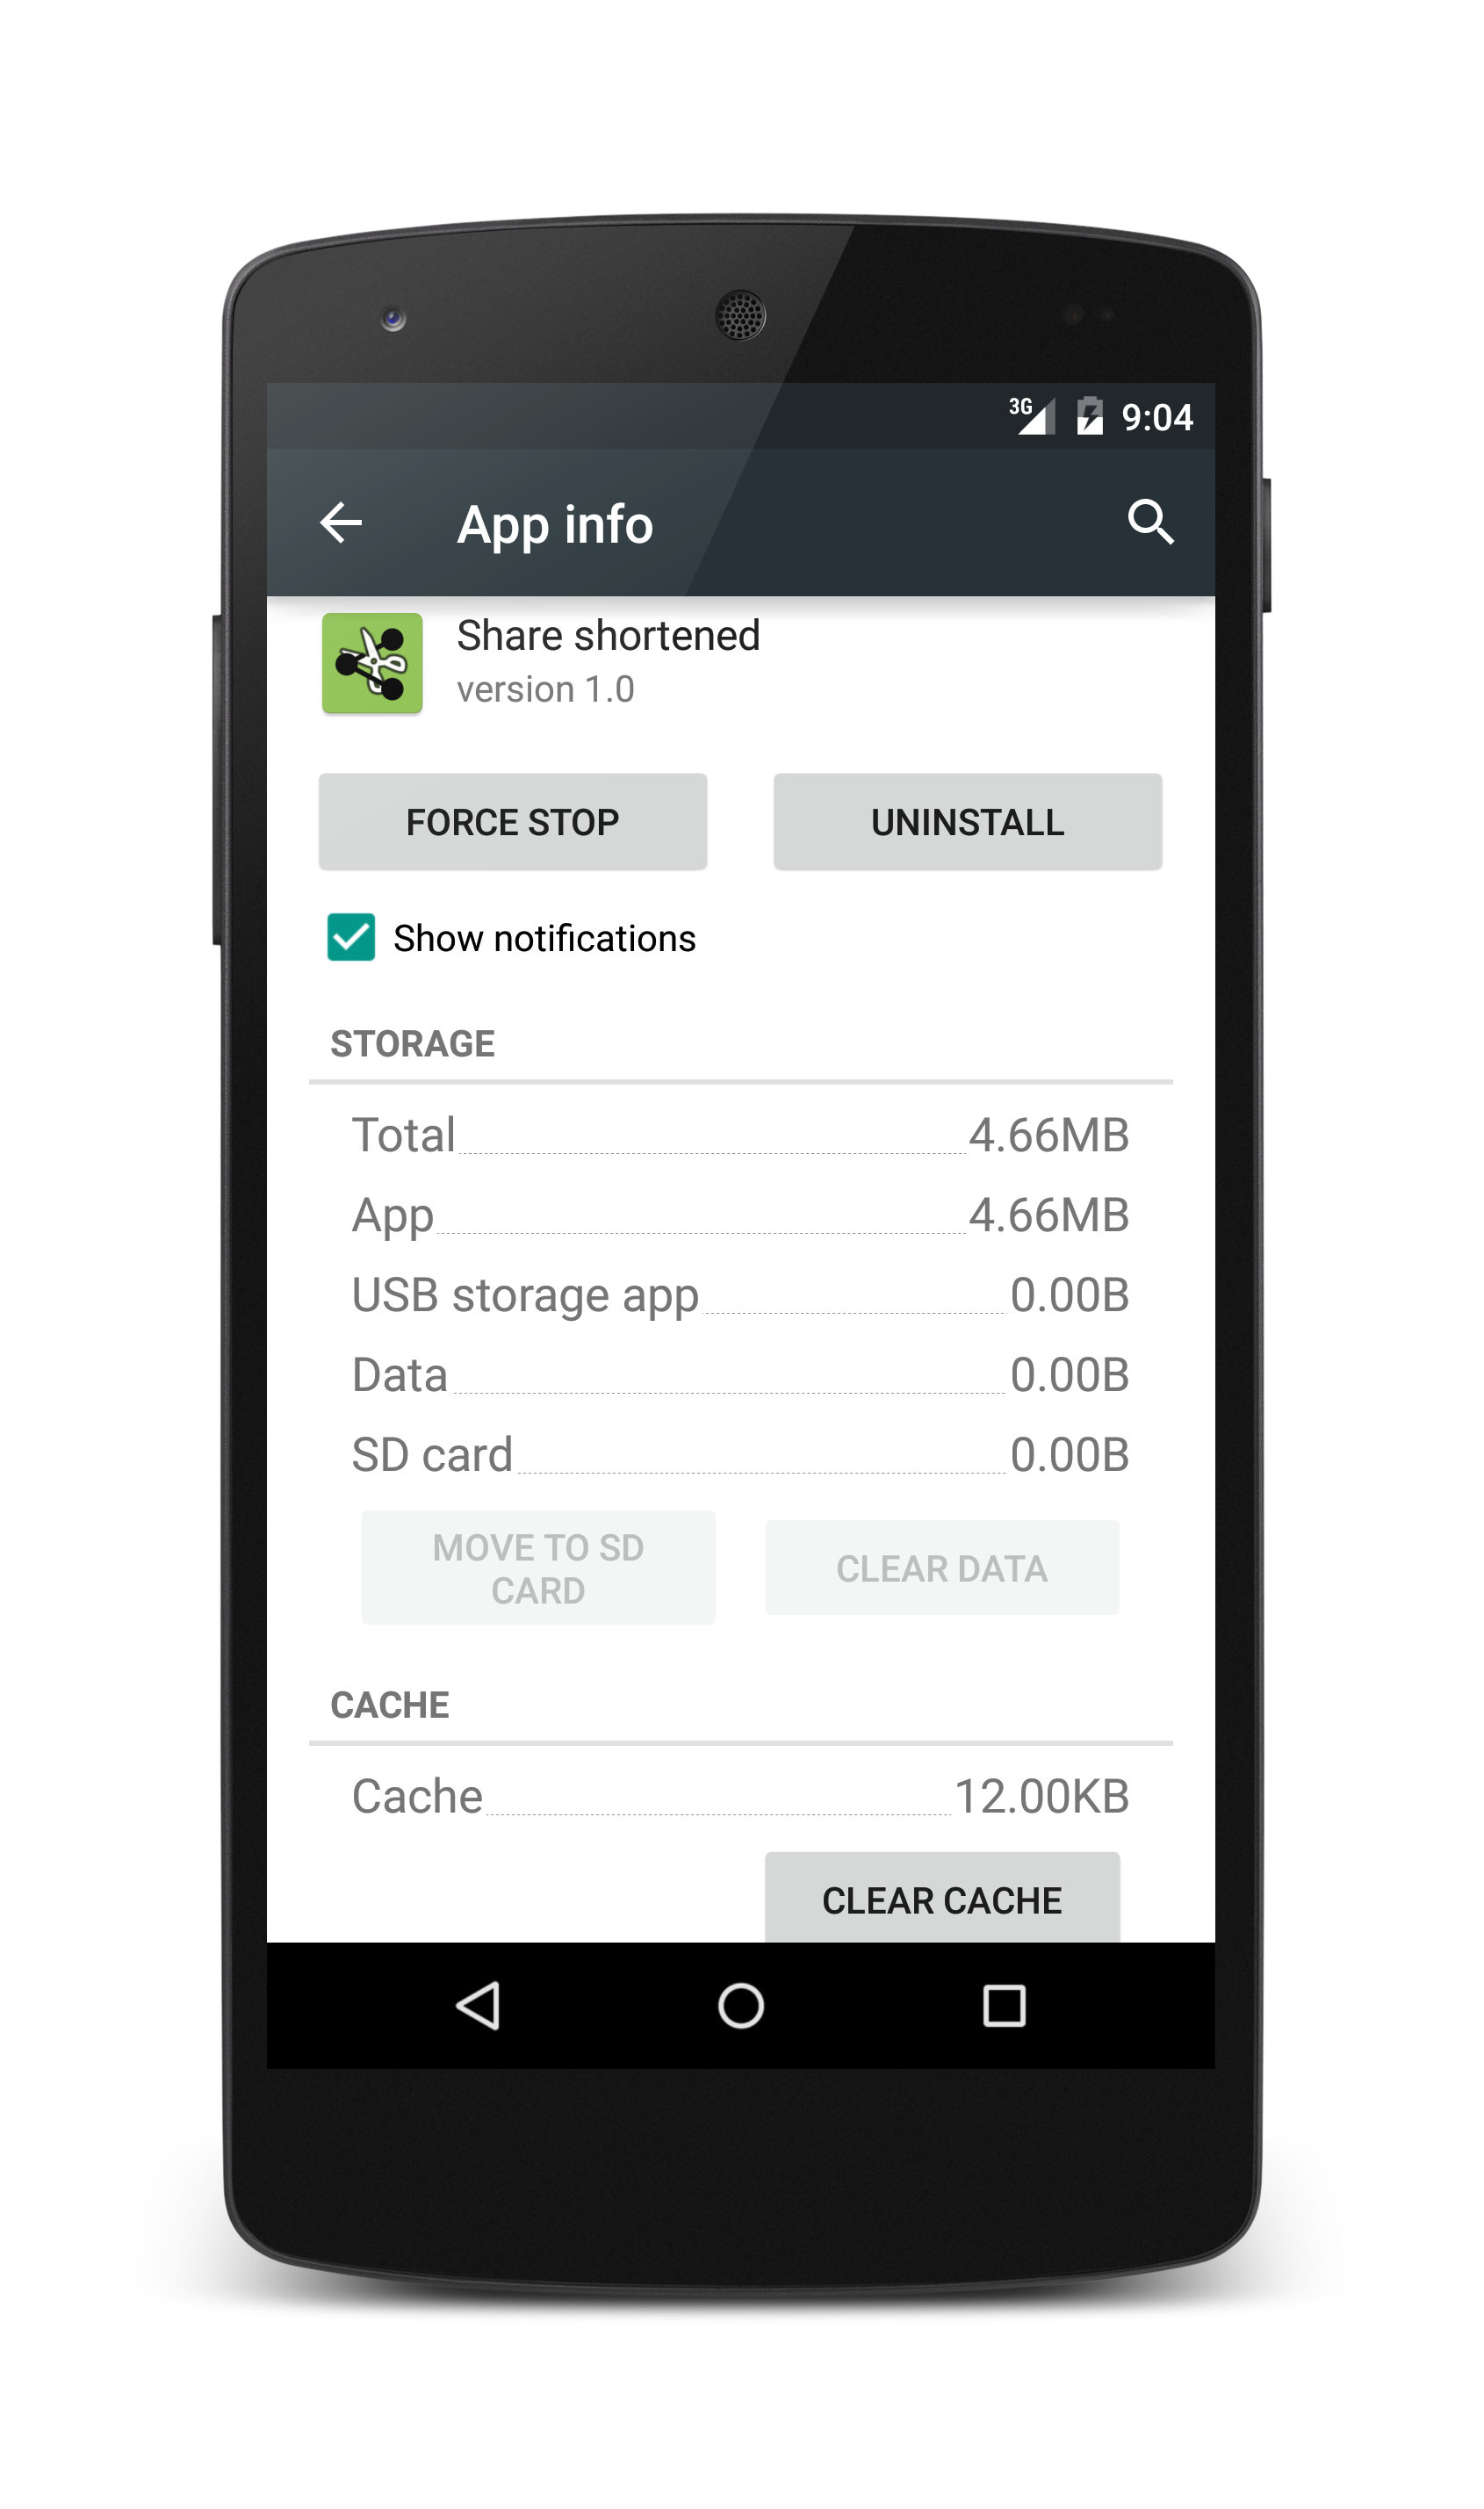 3G 9:04
App info
Share shortened
version 1.0
FORCE STOP UNINSTALL
Show notifications
STORAGE
Total 4.66MB
App 4.66MB
USB storage app 0.00B
Data 0.00B
SD card 0.00B
MOVE TO SD
CARD
CLEAR DATA
CACHE
Cache 12.00KB
CLEAR CACHE